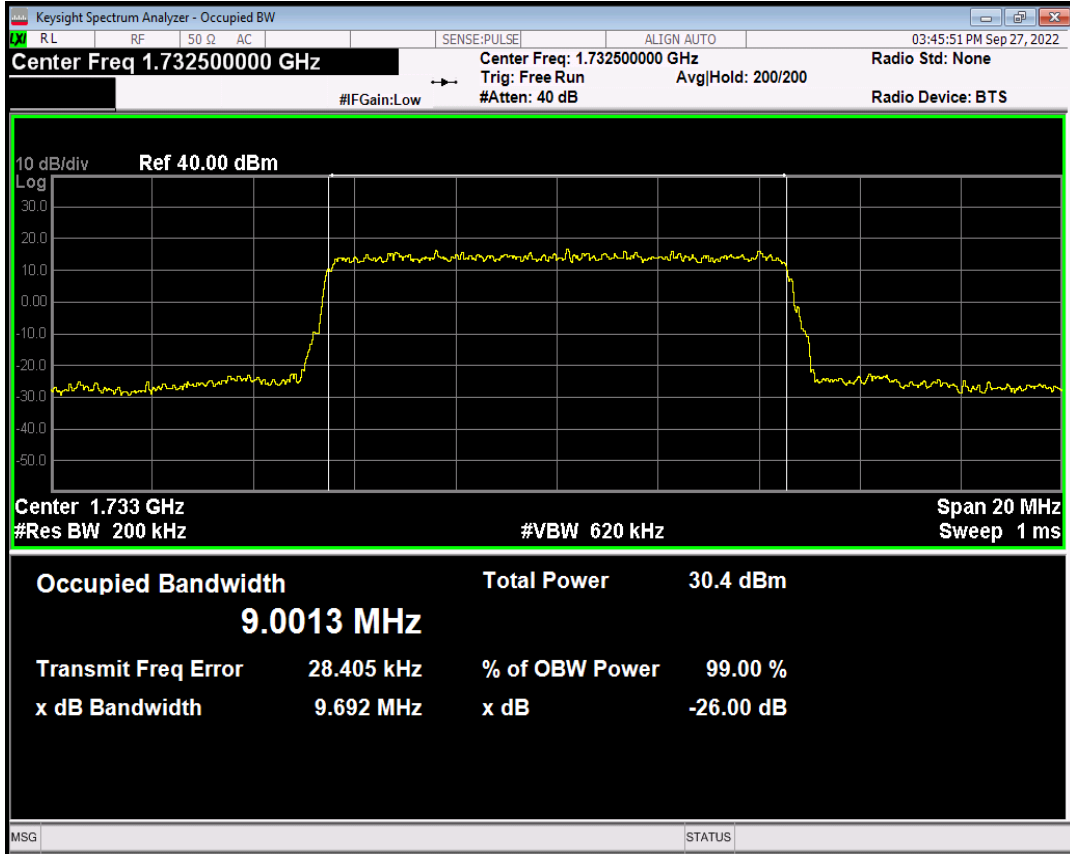 Keysight Spectrum Analyzer - Occupied BW
LXI RL RF 50 Ω AC SENSE:PULSE ALIGN AUTO 03:45:51 PM Sep 27, 2022
Center Freq 1.732500000 GHz
Center Freq: 1.732500000 GHz Radio Std: None
Trig: Free Run Avg|Hold: 200/200
#IFGain:Low #Atten: 40 dB Radio Device: BTS
10 dB/div Ref 40.00 dBm
Log
30.0
20.0
10.0
0.00
-10.0
-20.0
-30.0
-40.0
-50.0
Center 1.733 GHz Span 20 MHz
#Res BW 200 kHz #VBW 620 kHz Sweep 1 ms
Occupied Bandwidth Total Power 30.4 dBm
9.0013 MHz
Transmit Freq Error 28.405 kHz % of OBW Power 99.00 %
x dB Bandwidth 9.692 MHz x dB -26.00 dB
MSG STATUS